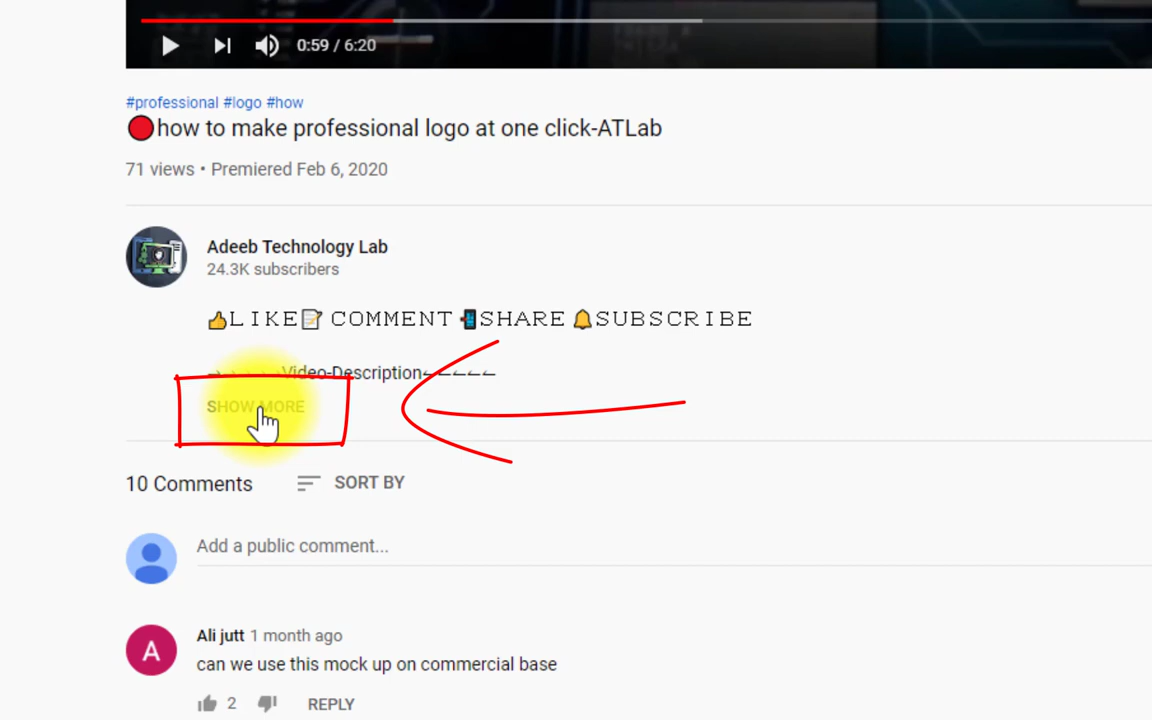 0:59 / 6:20
#professional #logo #how
🔴how to make professional logo at one click-ATLab
71 views • Premiered Feb 6, 2020
Adeeb Technology Lab
24.3K subscribers
👍LIKE📝 COMMENT 📲SHARE 🔔SUBSCRIBE
Video-Description
SHOW MORE
10 Comments SORT BY
Add a public comment...
A
Ali jutt 1 month ago
can we use this mock up on commercial base
2 REPLY